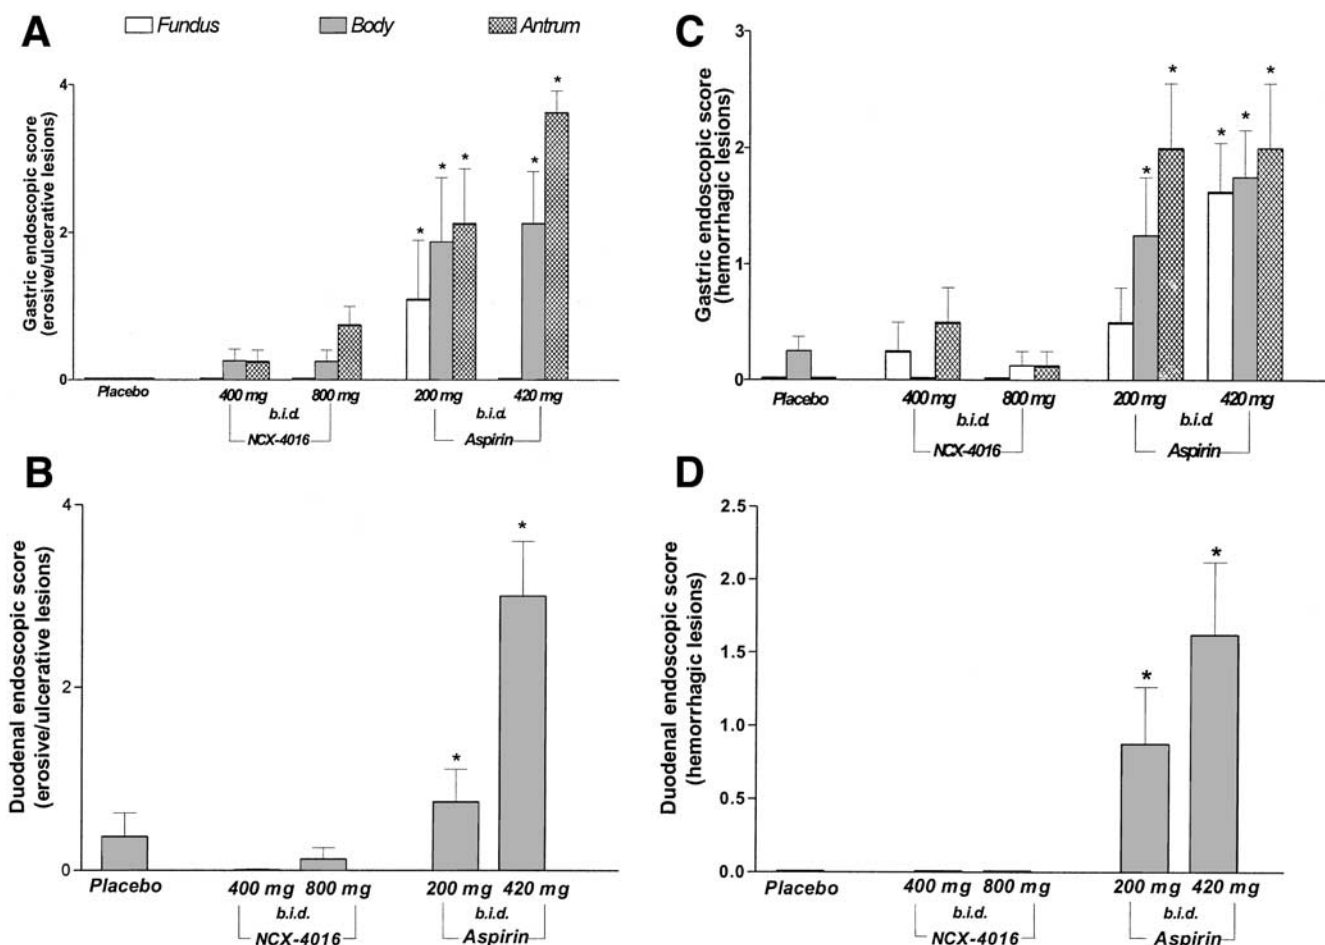 A
Fundus
Body
Antrum
Gastric endoscopic score
(erosive/ulcerative lesions)
4
2
0
*
*
*
*
*
Placebo
400 mg
800 mg
200 mg
420 mg
b.i.d.
b.i.d.
NCX-4016
Aspirin
B
Duodenal endoscopic score
(erosive/ulcerative lesions)
4
2
0
*
*
Placebo
400 mg
800 mg
200 mg
420 mg
b.i.d.
b.i.d.
NCX-4016
Aspirin
C
Gastric endoscopic score
(hemorrhagic lesions)
3
2
1
0
*
*
*
*
*
Placebo
400 mg
800 mg
200 mg
420 mg
b.i.d.
b.i.d.
NCX-4016
Aspirin
D
Duodenal endoscopic score
(hemorrhagic lesions)
2.5
2.0
1.5
1.0
0.5
0.0
*
*
Placebo
400 mg
800 mg
200 mg
420 mg
b.i.d.
b.i.d.
NCX-4016
Aspirin